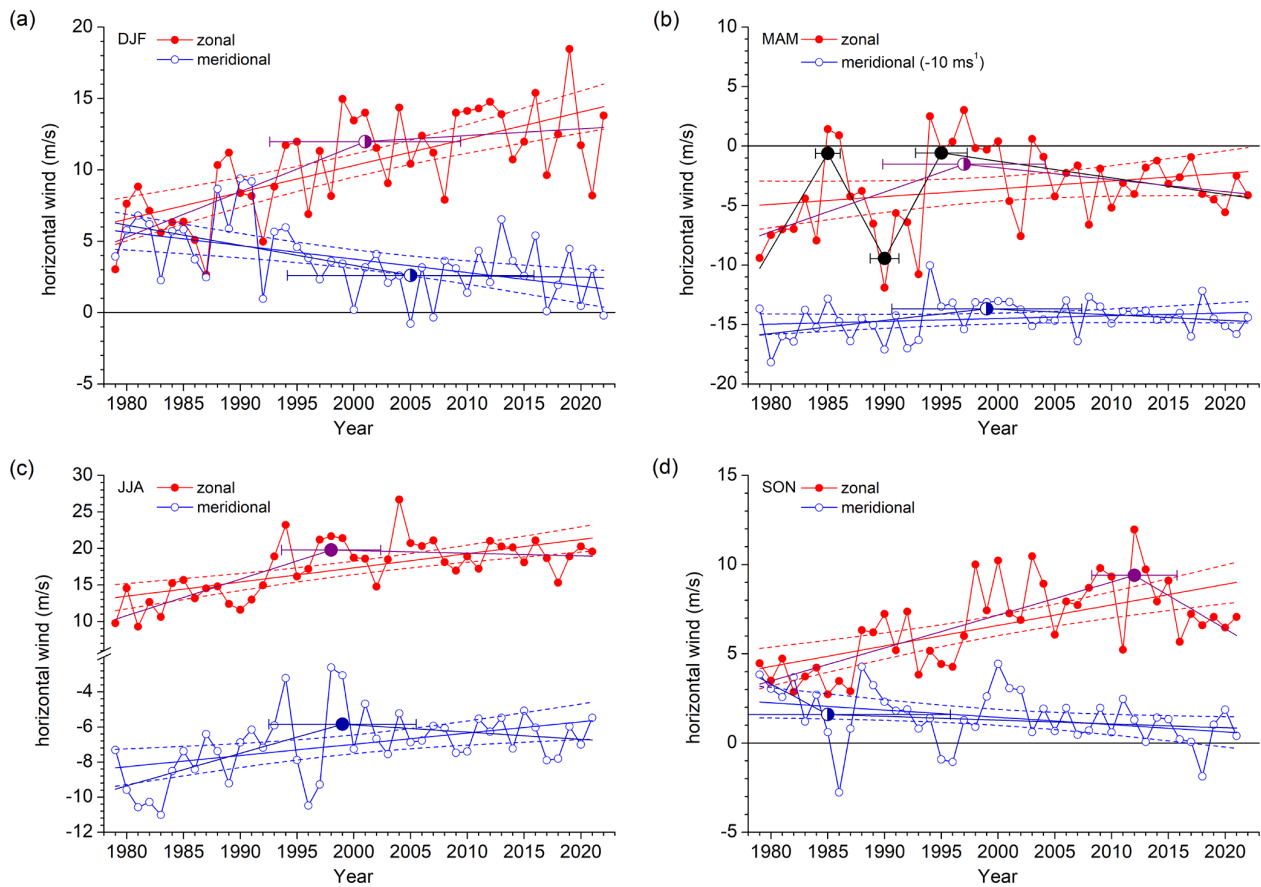 (a)
DJF
zonal
meridional
20
15
10
5
0
-5
horizontal wind (m/s)
1980 1985 1990 1995 2000 2005 2010 2015 2020
Year
(b)
MAM
zonal
meridional (-10 ms¹)
10
5
0
-5
-10
-15
-20
horizontal wind (m/s)
1980 1985 1990 1995 2000 2005 2010 2015 2020
Year
(c)
JJA
zonal
meridional
30
25
20
15
10
-4
-6
-8
-10
-12
horizontal wind (m/s)
1980 1985 1990 1995 2000 2005 2010 2015 2020
Year
(d)
SON
zonal
meridional
15
10
5
0
-5
horizontal wind (m/s)
1980 1985 1990 1995 2000 2005 2010 2015 2020
Year